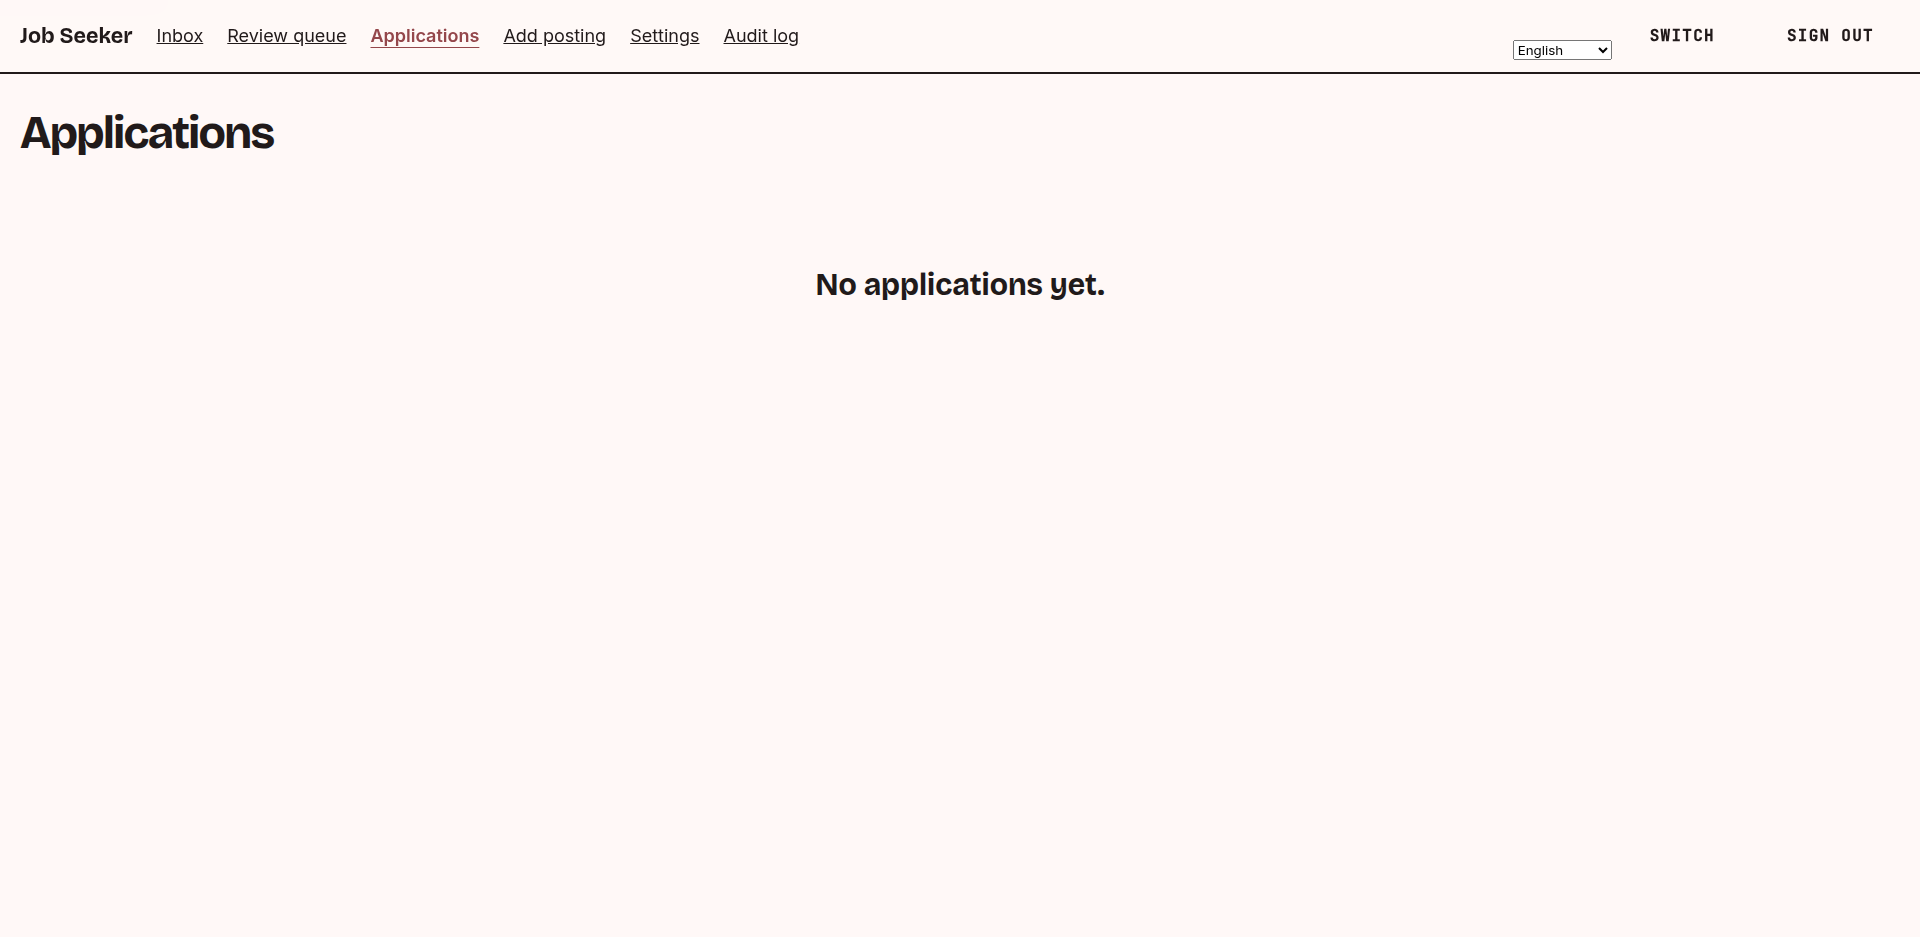 Job Seeker Inbox Review queue Applications Add posting Settings Audit log English SWITCH SIGN OUT
Applications
No applications yet.